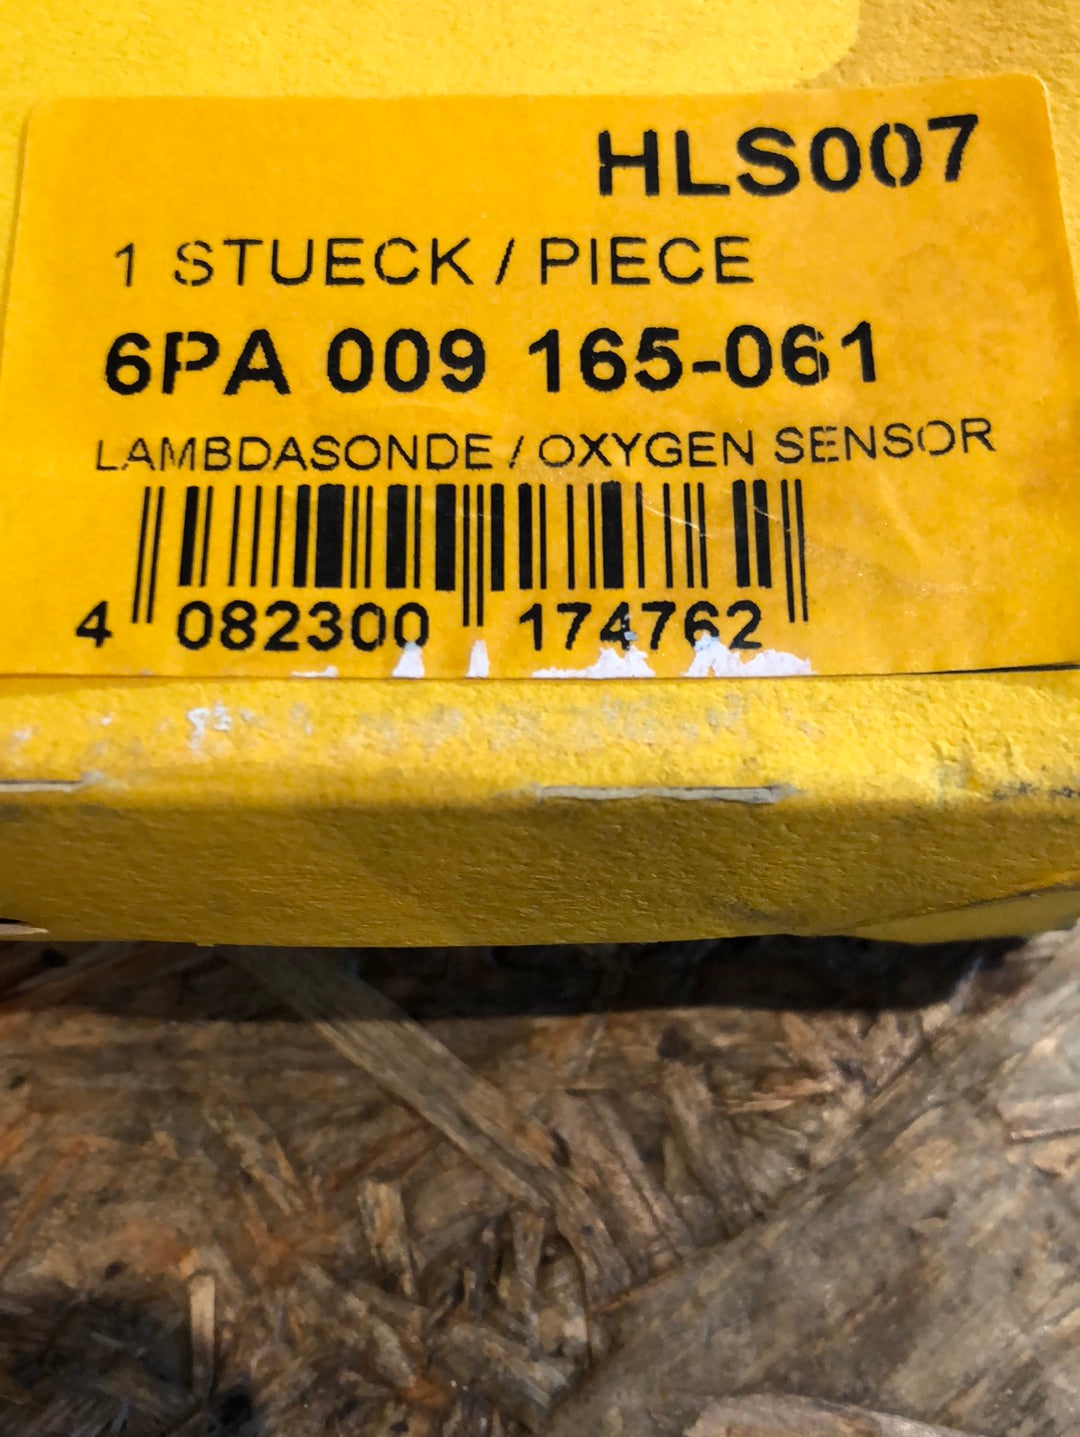 HLS007
1 STUECK / PIECE
6PA 009 165-061
LAMBDASONDE / OXYGEN SENSOR
4 082300 174762